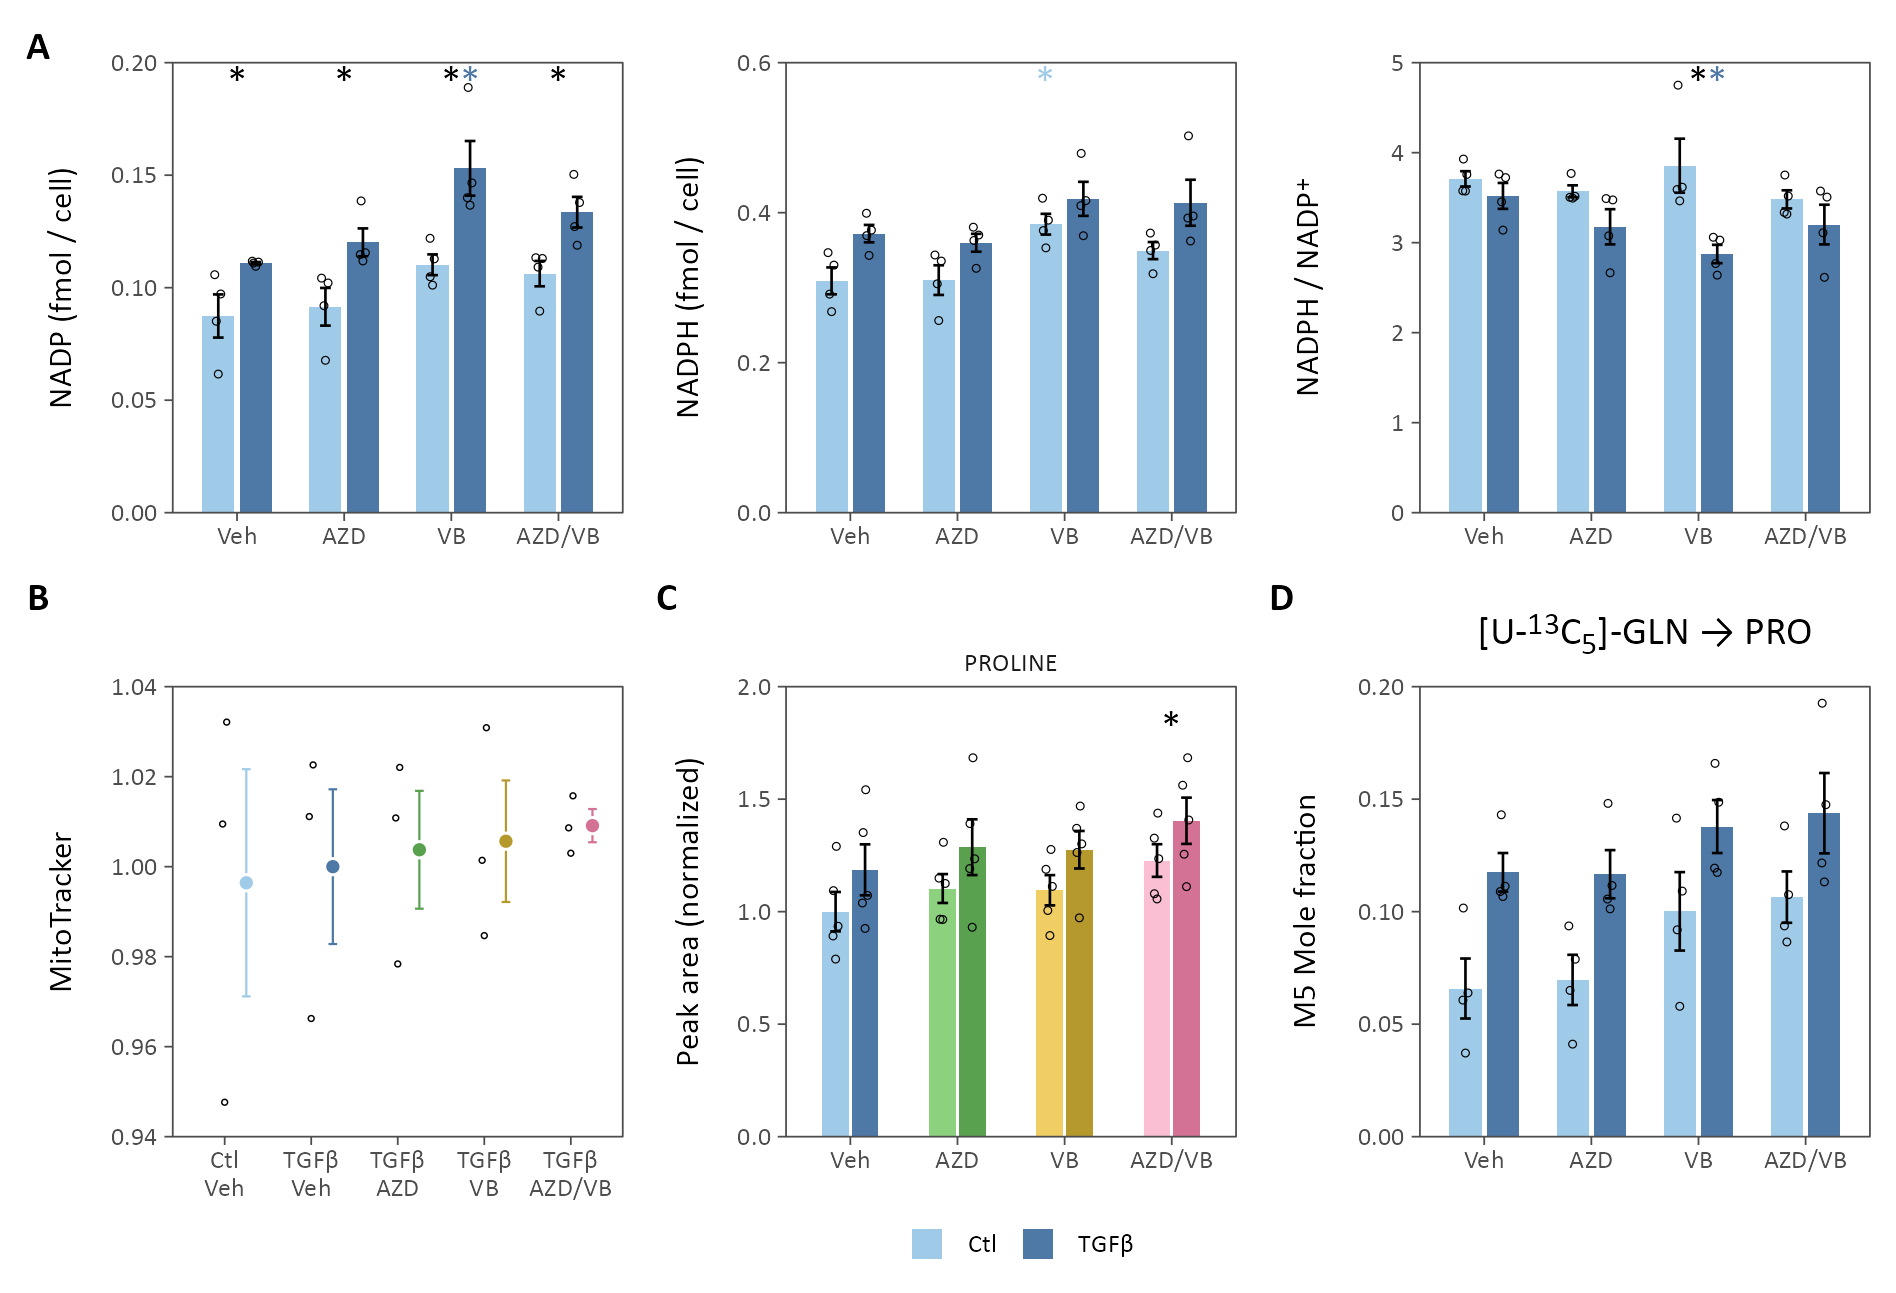 A
NADP (fmol / cell)
0.20
0.15
0.10
0.05
0.00
* * ** *
Veh AZD VB AZD/VB
NADPH (fmol / cell)
0.6
0.4
0.2
0.0
*
Veh AZD VB AZD/VB
NADPH / NADP⁺
5
4
3
2
1
0
**
Veh AZD VB AZD/VB
B
MitoTracker
1.04
1.02
1.00
0.98
0.96
0.94
Ctl TGFβ TGFβ TGFβ TGFβ
Veh Veh AZD VB AZD/VB
C
PROLINE
Peak area (normalized)
2.0
1.5
1.0
0.5
0.0
*
Veh AZD VB AZD/VB
D
[U-¹³C₅]-GLN → PRO
M5 Mole fraction
0.20
0.15
0.10
0.05
0.00
Veh AZD VB AZD/VB
Ctl TGFβ